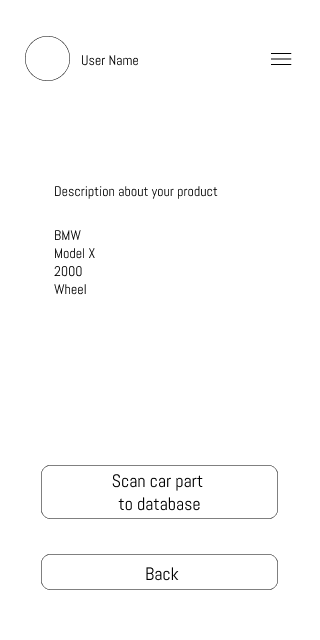 User Name
Description about your product
BMW
Model X
2000
Wheel
Scan car part
to database
Back